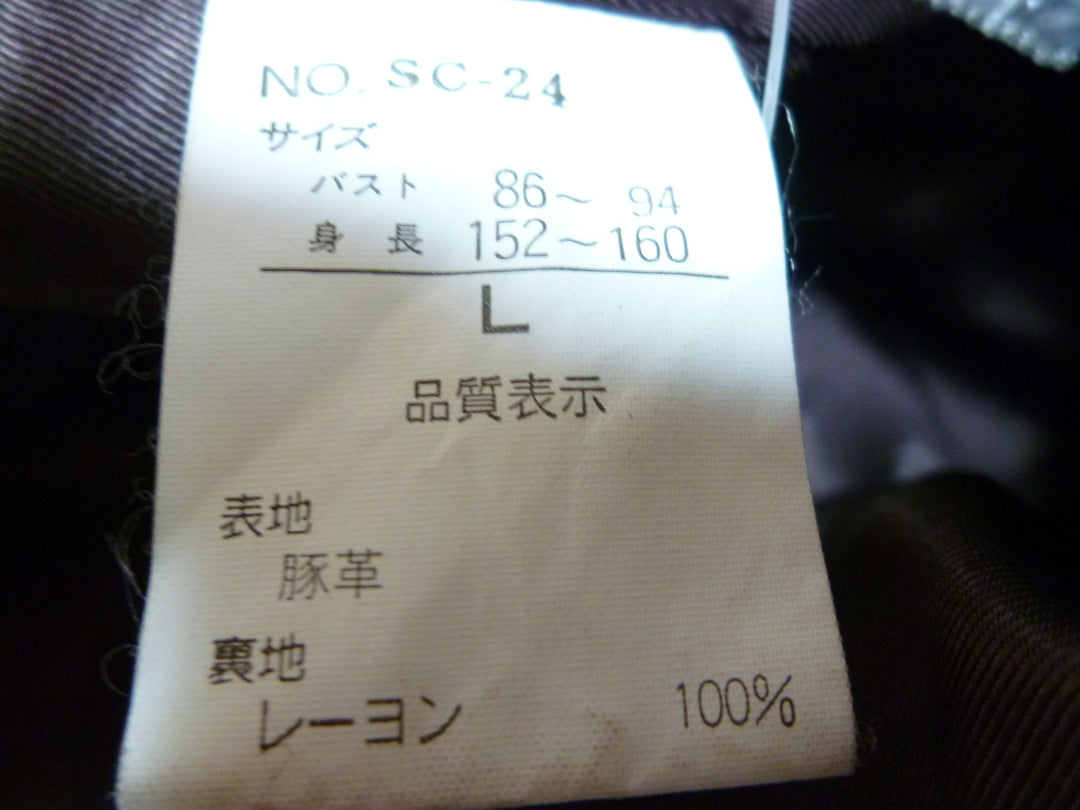 NO. SC-24
サイズ
バスト 86～ 94
身 長 152～160
L
品質表示
表地
豚革
裏地
レーヨン 100%